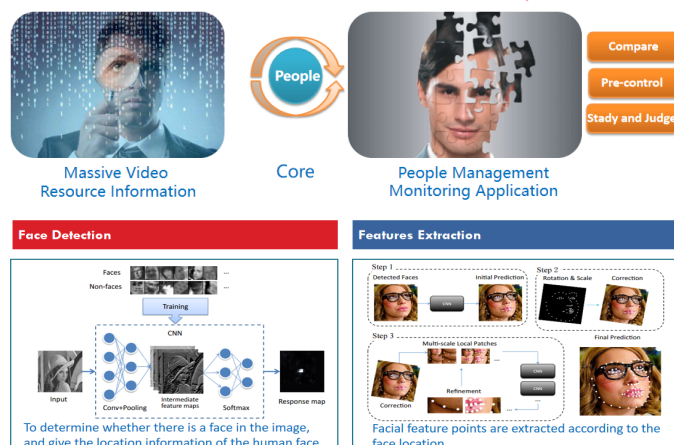 People
Compare
Pre-control
Stady and Judge
Massive Video
Resource Information
Core
People Management
Monitoring Application
Face Detection
Features Extraction
Faces
...
Non-faces
...
Training
CNN
Input
Conv+Pooling
Intermediate
feature maps
Softmax
Response map
To determine whether there is a face in the image,
and give the location information of the human face
Step 1
Detected Faces
Initial Prediction
CNN
Step 2
Rotation & Scale
Correction
Step 3
Multi-scale Local Patches
...
CNN
CNN
Refinement
...
Correction
Final Prediction
Facial feature points are extracted according to the
face location